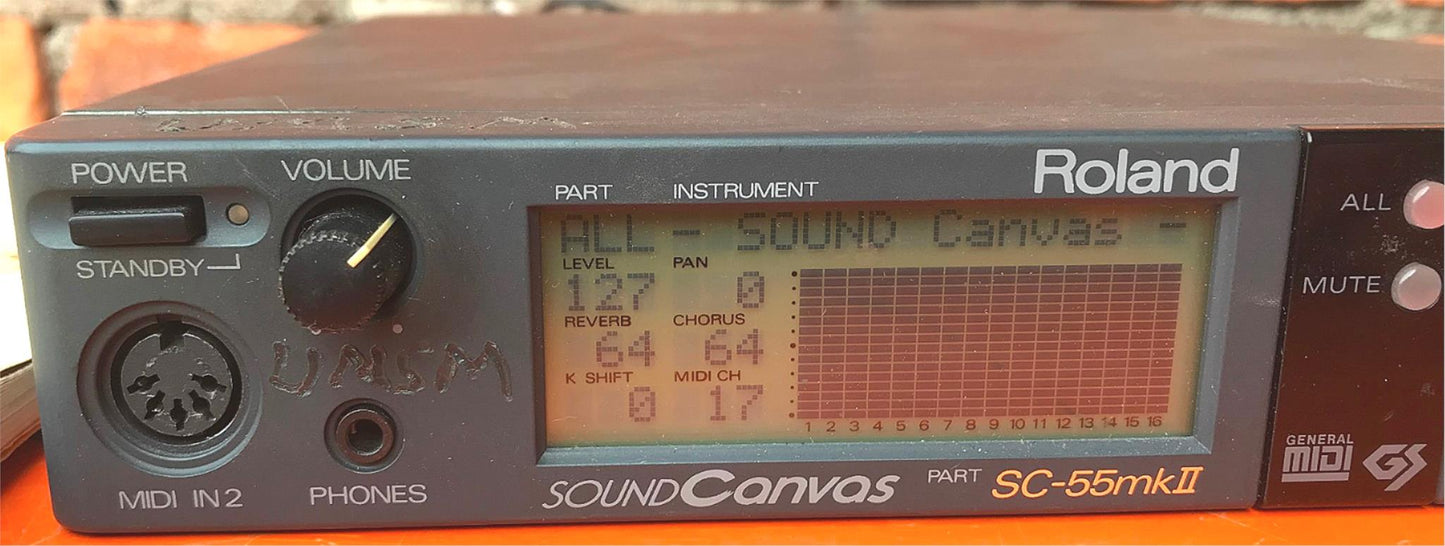 POWER
VOLUME
STANDBY
UNSM
MIDI IN 2
PHONES
PART INSTRUMENT
Roland
ALL - SOUND Canvas -
LEVEL PAN
127 0
REVERB CHORUS
64 64
K SHIFT MIDI CH
0 17
1 2 3 4 5 6 7 8 9 10 11 12 13 14 15 16
SOUND Canvas
PART
SC-55mkII
ALL
MUTE
GENERAL
MIDI
GS